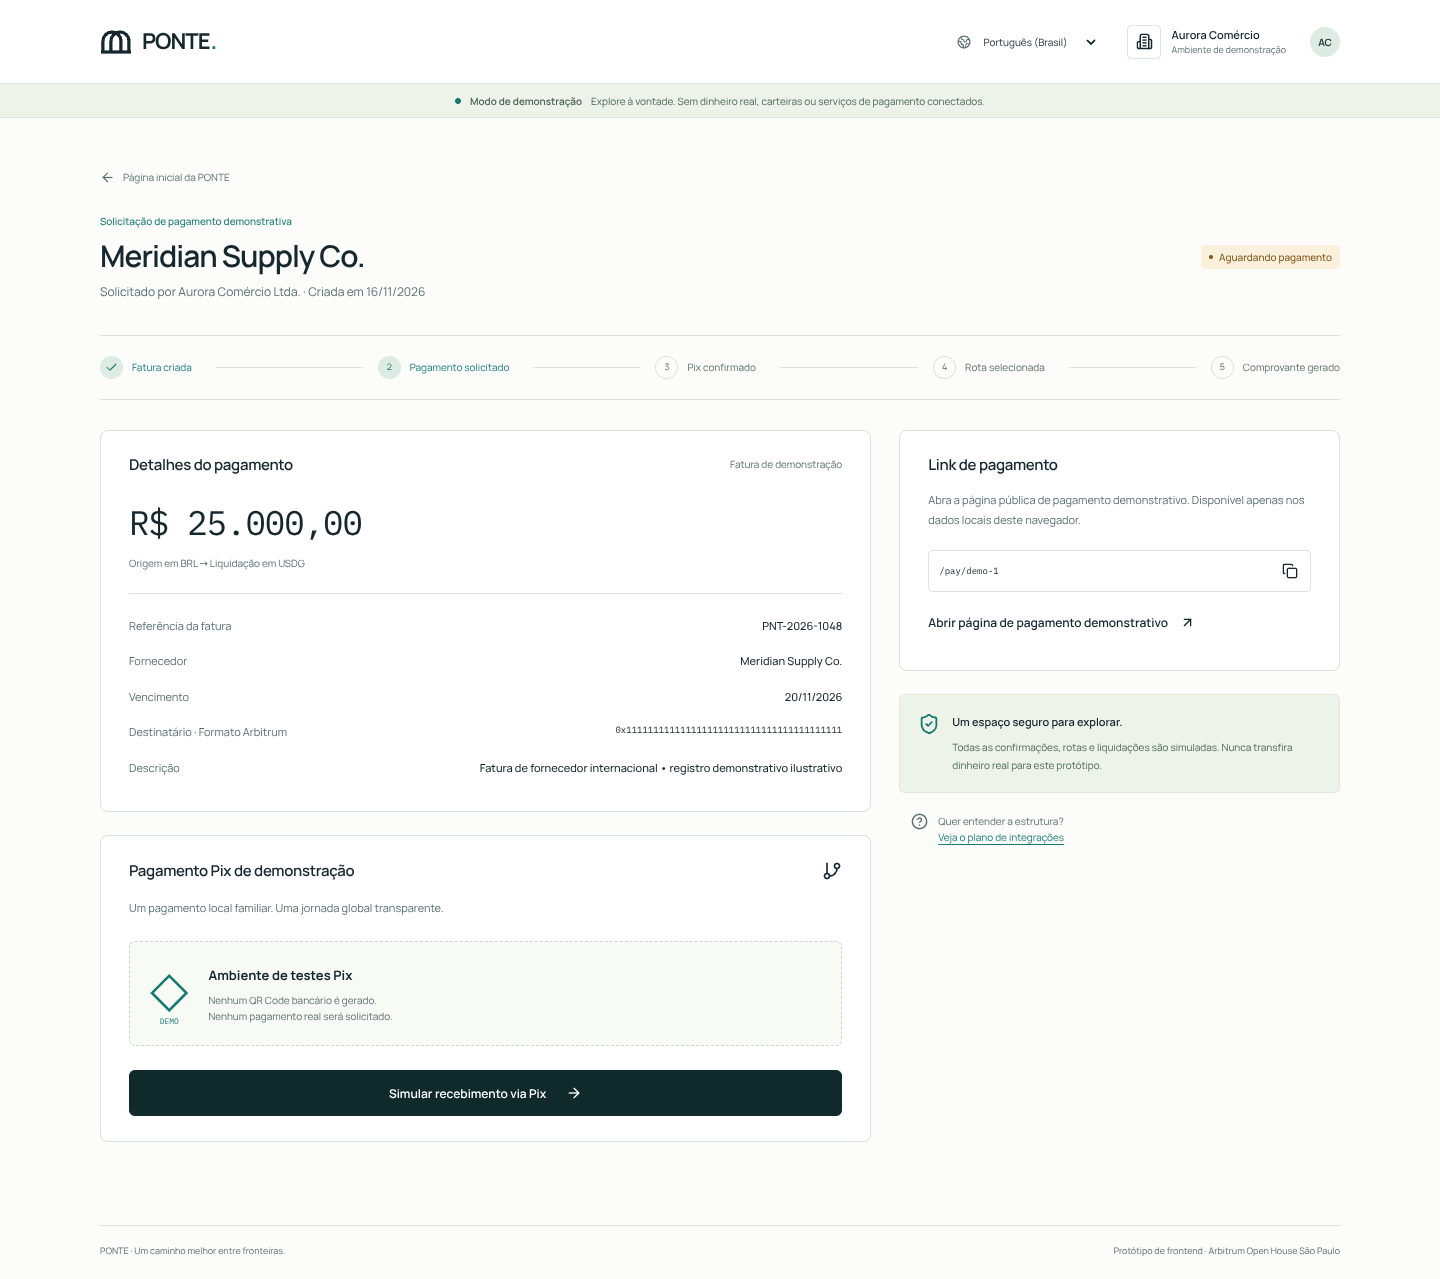 PONTE.
Português (Brasil)
Aurora Comércio
Ambiente de demonstração
AC
Modo de demonstração Explore à vontade. Sem dinheiro real, carteiras ou serviços de pagamento conectados.
Página inicial da PONTE
Solicitação de pagamento demonstrativa
Meridian Supply Co.
Aguardando pagamento
Solicitado por Aurora Comércio Ltda. · Criada em 16/11/2026
Fatura criada
2 Pagamento solicitado
3 Pix confirmado
4 Rota selecionada
5 Comprovante gerado
Detalhes do pagamento
Fatura de demonstração
R$ 25.000,00
Origem em BRL → Liquidação em USDG
Referência da fatura PNT-2026-1048
Fornecedor Meridian Supply Co.
Vencimento 20/11/2026
Destinatário · Formato Arbitrum 0x1111111111111111111111111111111111111111
Descrição Fatura de fornecedor internacional • registro demonstrativo ilustrativo
Pagamento Pix de demonstração
Um pagamento local familiar. Uma jornada global transparente.
DEMO
Ambiente de testes Pix
Nenhum QR Code bancário é gerado.
Nenhum pagamento real será solicitado.
Simular recebimento via Pix
Link de pagamento
Abra a página pública de pagamento demonstrativo. Disponível apenas nos
dados locais deste navegador.
/pay/demo-1
Abrir página de pagamento demonstrativo
Um espaço seguro para explorar.
Todas as confirmações, rotas e liquidações são simuladas. Nunca transfira
dinheiro real para este protótipo.
Quer entender a estrutura?
Veja o plano de integrações
PONTE · Um caminho melhor entre fronteiras.
Protótipo de frontend · Arbitrum Open House São Paulo